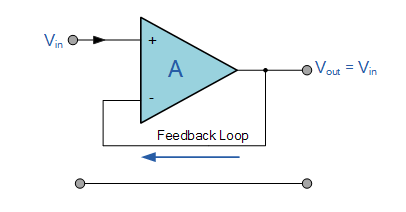 Vin
+
A
-
Vout = Vin
Feedback Loop